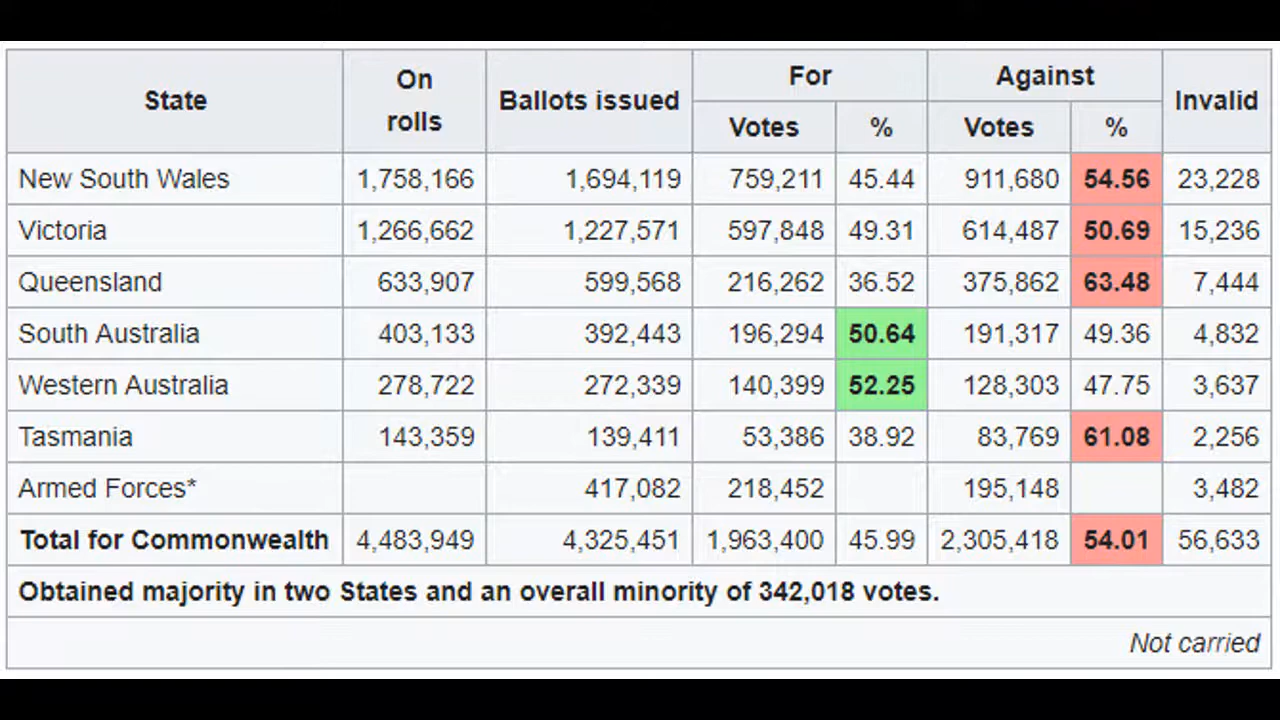 State On rolls Ballots issued For Against Invalid
Votes % Votes %
New South Wales 1,758,166 1,694,119 759,211 45.44 911,680 54.56 23,228
Victoria 1,266,662 1,227,571 597,848 49.31 614,487 50.69 15,236
Queensland 633,907 599,568 216,262 36.52 375,862 63.48 7,444
South Australia 403,133 392,443 196,294 50.64 191,317 49.36 4,832
Western Australia 278,722 272,339 140,399 52.25 128,303 47.75 3,637
Tasmania 143,359 139,411 53,386 38.92 83,769 61.08 2,256
Armed Forces* 417,082 218,452 195,148 3,482
Total for Commonwealth 4,483,949 4,325,451 1,963,400 45.99 2,305,418 54.01 56,633
Obtained majority in two States and an overall minority of 342,018 votes.
Not carried